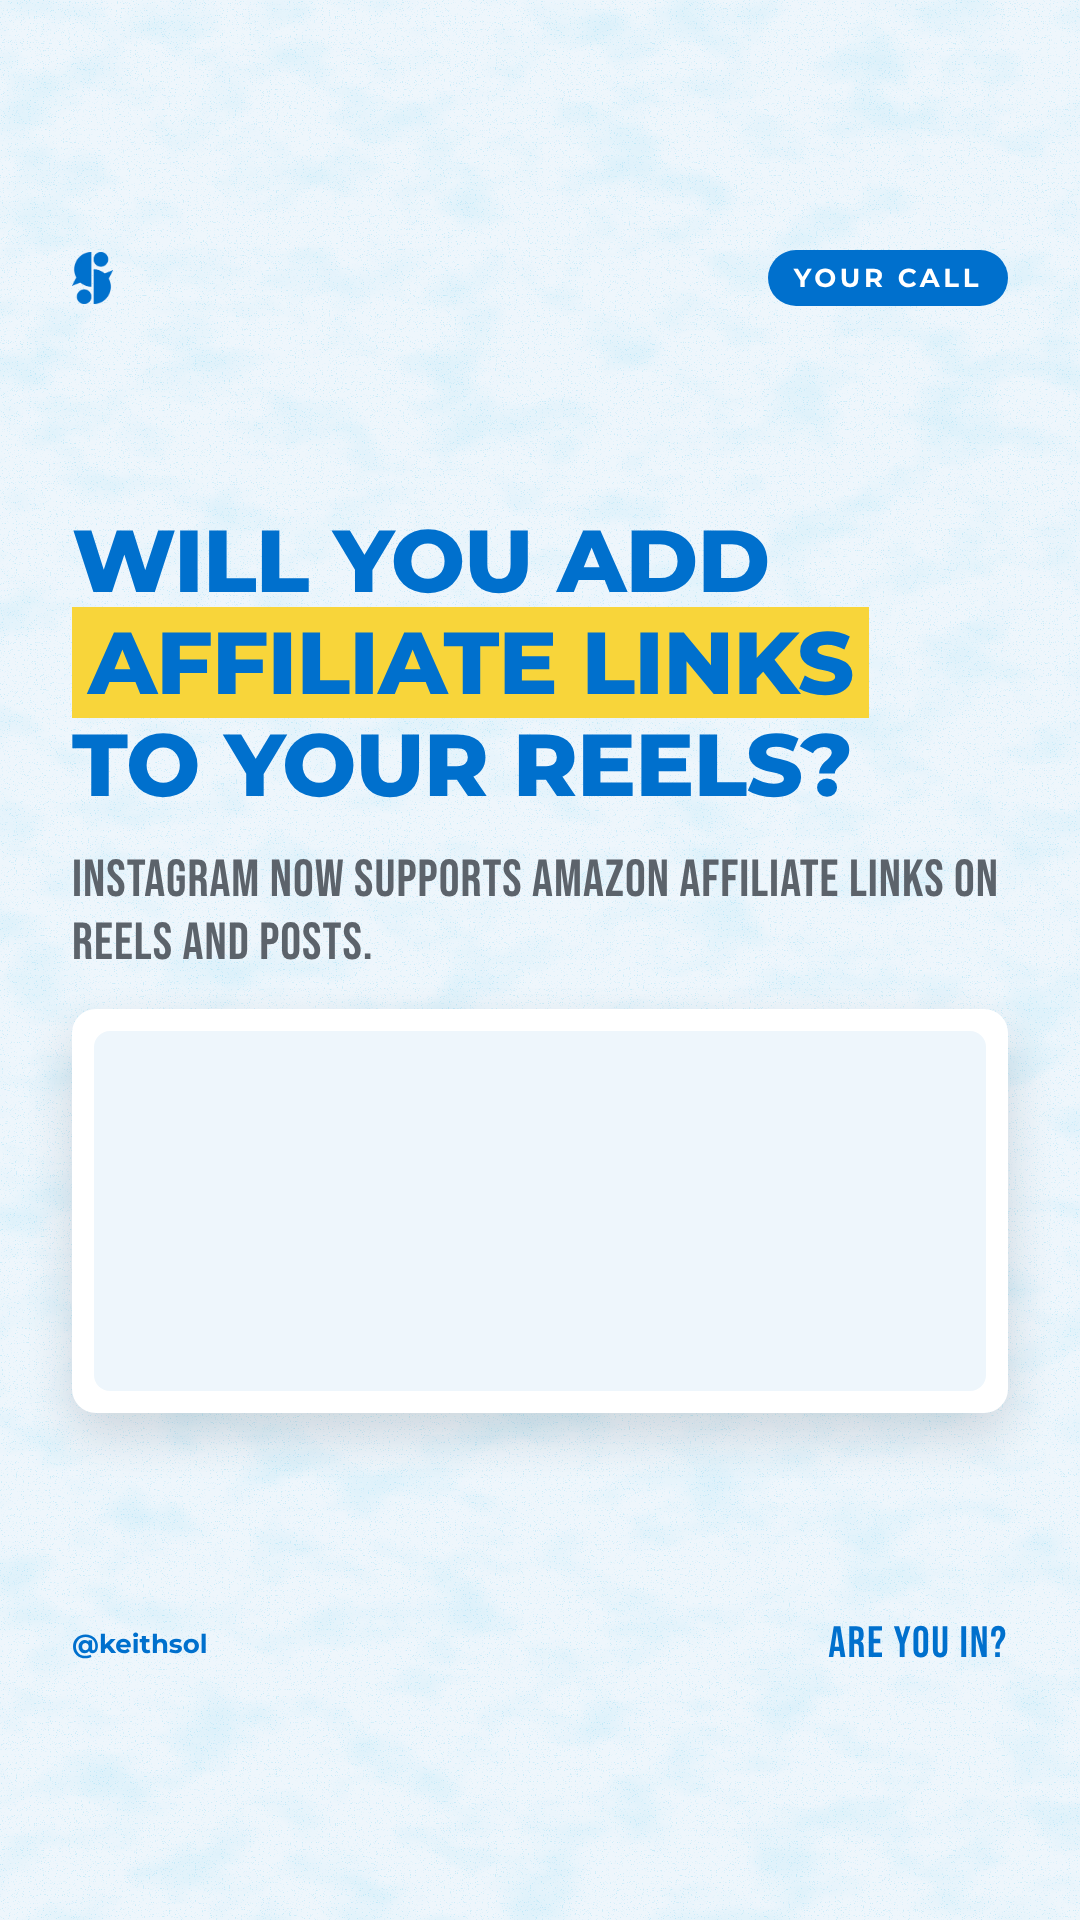 YOUR CALL
WILL YOU ADD
AFFILIATE LINKS
TO YOUR REELS?
INSTAGRAM NOW SUPPORTS AMAZON AFFILIATE LINKS ON
REELS AND POSTS.
@keithsol
ARE YOU IN?